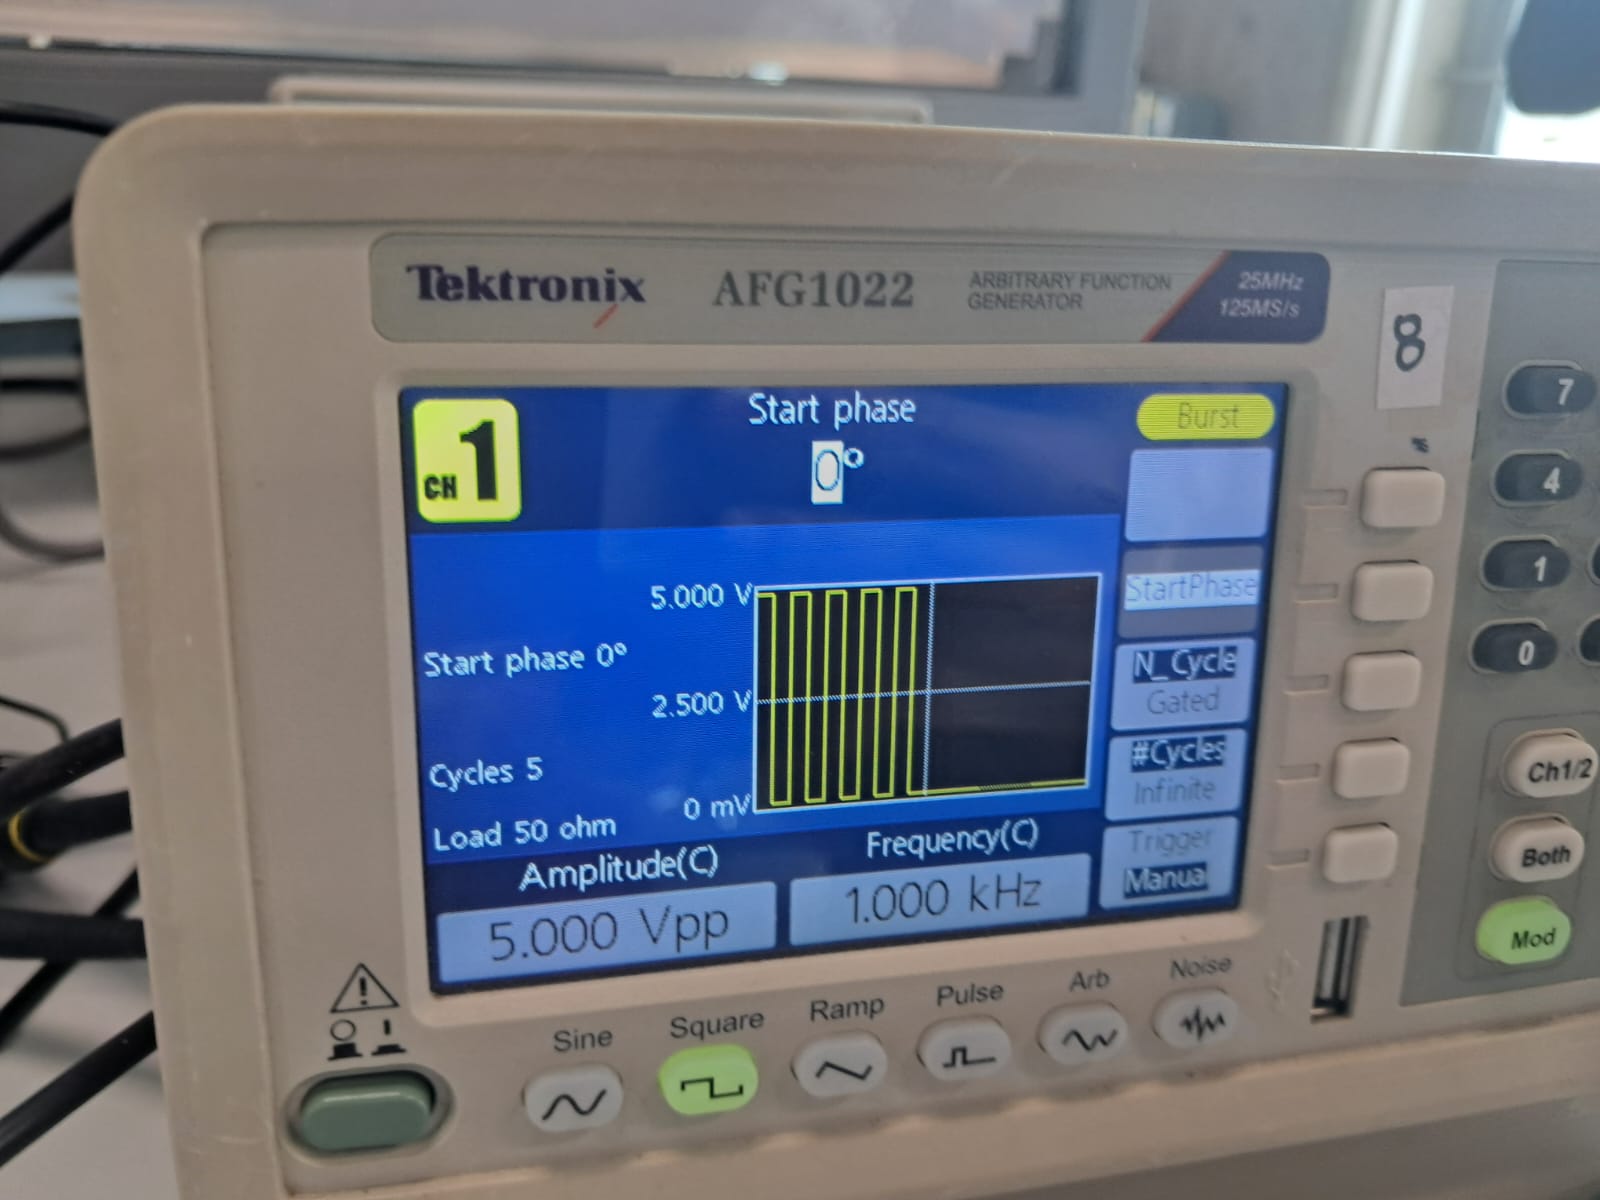 Tektronix AFG1022 ARBITRARY FUNCTION GENERATOR 25MHz 125MS/s
8
CH 1
Start phase
0°
Burst
StartPhase
N_Cycle
Gated
#Cycles
Infinite
Trigger
Manual
5.000 V
Start phase 0°
2.500 V
Cycles 5
0 mV
Load 50 ohm
Amplitude(C)
5.000 Vpp
Frequency(C)
1.000 kHz
Sine
Square
Ramp
Pulse
Arb
Noise
7
4
1
0
Ch1/2
Both
Mod